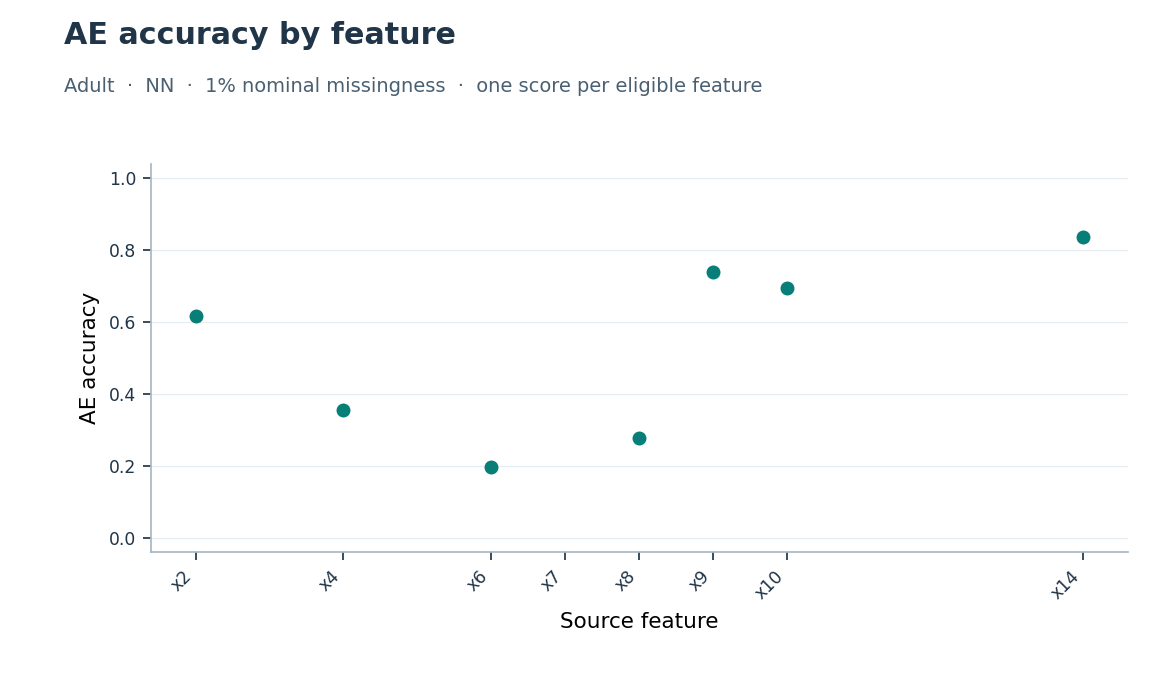 AE accuracy by feature
Adult · NN · 1% nominal missingness · one score per eligible feature
1.0
0.8
0.6
0.4
0.2
0.0
AE accuracy
x2 x4 x6 x7 x8 x9 x10 x14
Source feature